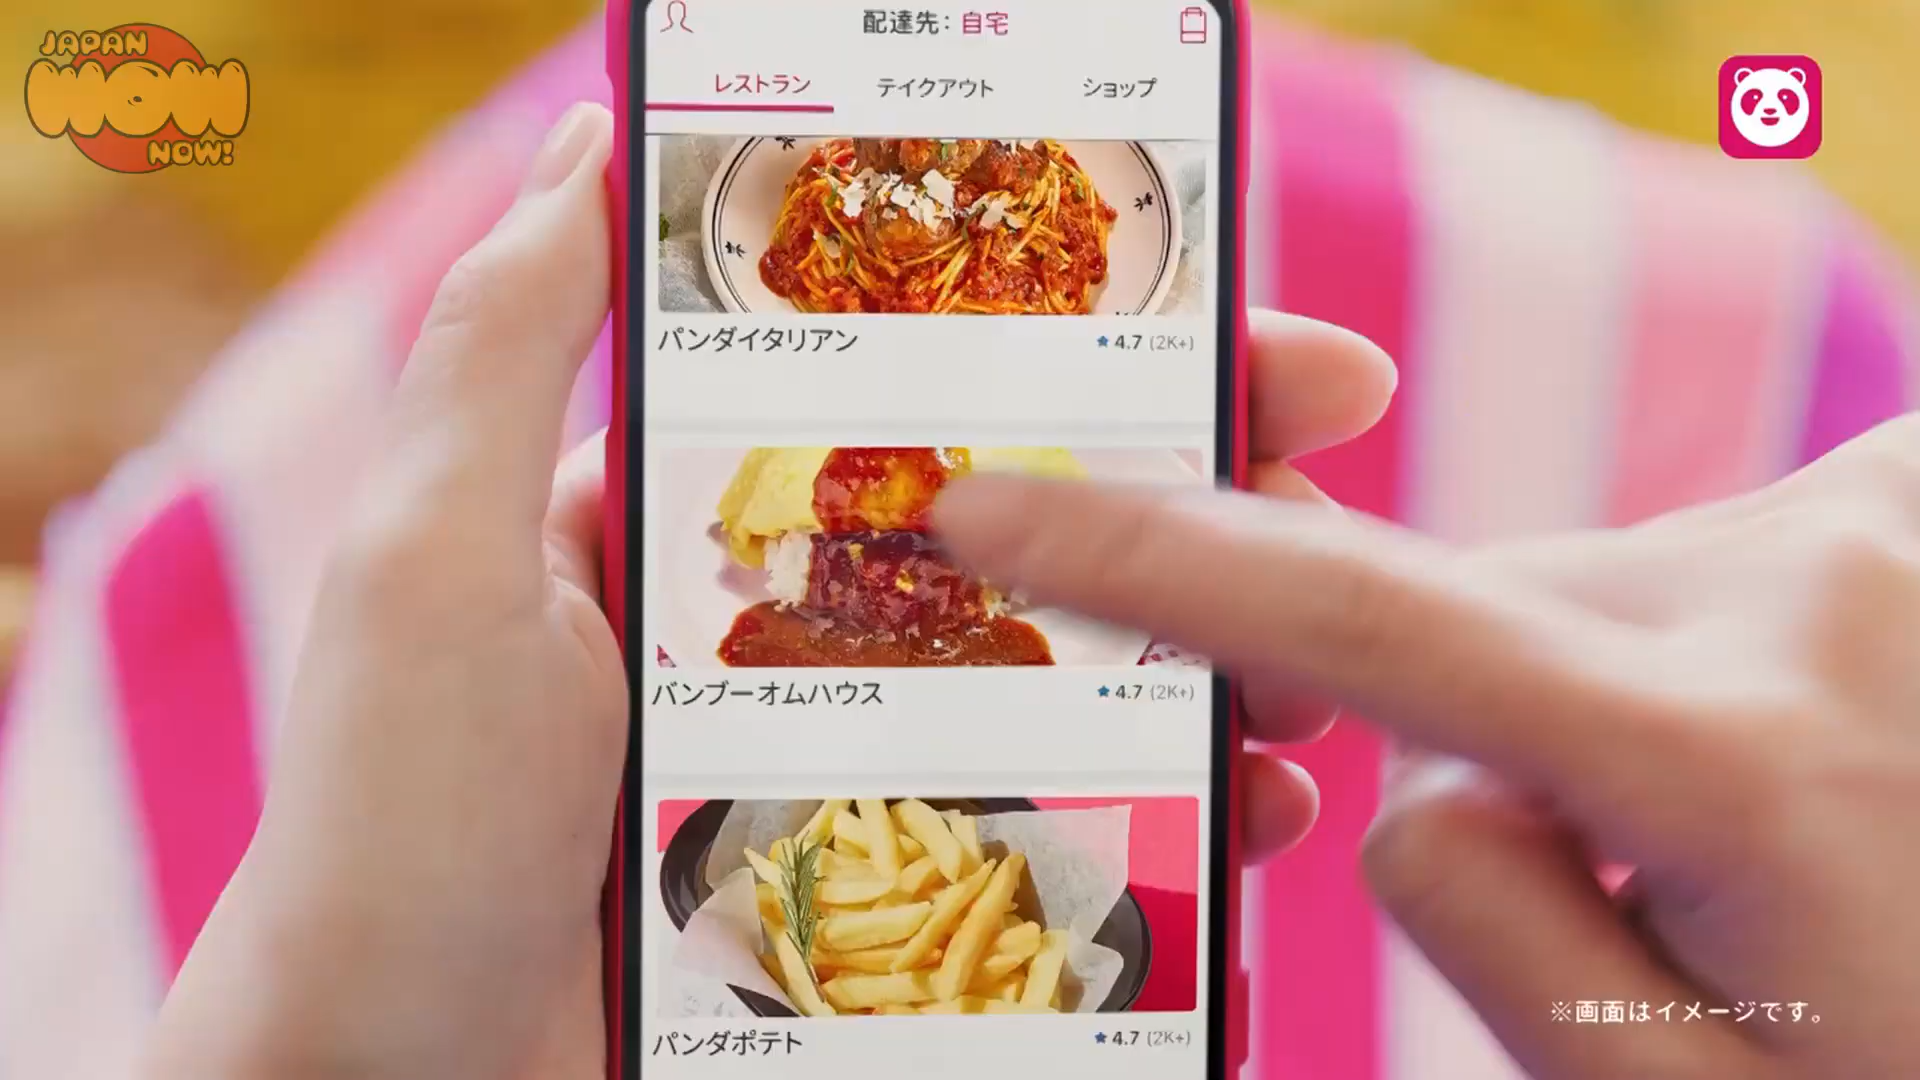 JAPAN
WOW
NOW!
配達先: 自宅
レストラン
テイクアウト
ショップ
パンダイタリアン
4.7 (2K+)
バンブーオムハウス
4.7 (2K+)
パンダポテト
4.7 (2K+)
※画面はイメージです。